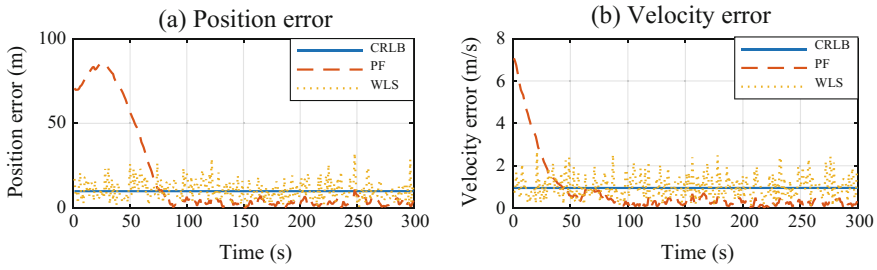 (a) Position error
100
50
0
Position error (m)
CRLB
PF
WLS
0 50 100 150 200 250 300
Time (s)
(b) Velocity error
8
6
4
2
0
Velocity error (m/s)
CRLB
PF
WLS
0 50 100 150 200 250 300
Time (s)